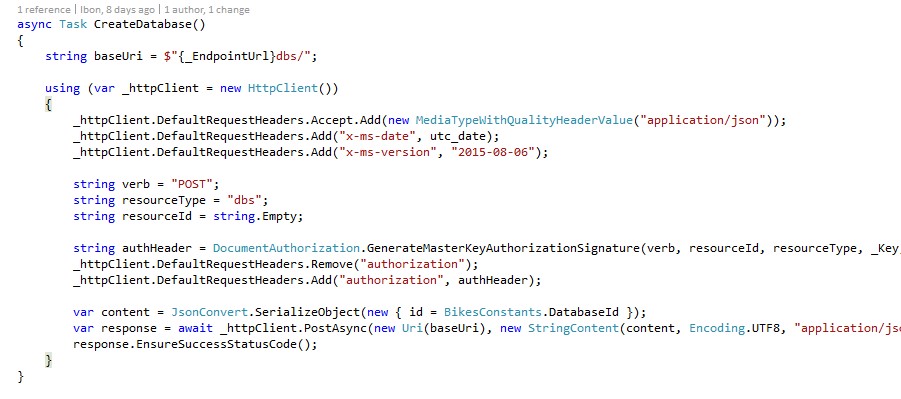 1 reference | Ibon, 8 days ago | 1 author, 1 change
async Task CreateDatabase()
{
    string baseUri = $"{_EndpointUrl}dbs/";

    using (var _httpClient = new HttpClient())
    {
        _httpClient.DefaultRequestHeaders.Accept.Add(new MediaTypeWithQualityHeaderValue("application/json"));
        _httpClient.DefaultRequestHeaders.Add("x-ms-date", utc_date);
        _httpClient.DefaultRequestHeaders.Add("x-ms-version", "2015-08-06");

        string verb = "POST";
        string resourceType = "dbs";
        string resourceId = string.Empty;

        string authHeader = DocumentAuthorization.GenerateMasterKeyAuthorizationSignature(verb, resourceId, resourceType, _Key,
        _httpClient.DefaultRequestHeaders.Remove("authorization");
        _httpClient.DefaultRequestHeaders.Add("authorization", authHeader);

        var content = JsonConvert.SerializeObject(new { id = BikesConstants.DatabaseId });
        var response = await _httpClient.PostAsync(new Uri(baseUri), new StringContent(content, Encoding.UTF8, "application/jso
        response.EnsureSuccessStatusCode();
    }
}